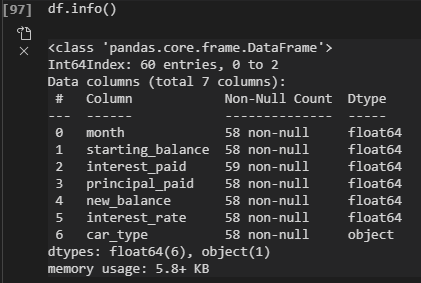 [97] df.info()
<class 'pandas.core.frame.DataFrame'>
Int64Index: 60 entries, 0 to 2
Data columns (total 7 columns):
 #   Column            Non-Null Count  Dtype
---  ------            --------------  -----
 0   month             58 non-null     float64
 1   starting_balance  58 non-null     float64
 2   interest_paid     59 non-null     float64
 3   principal_paid    58 non-null     float64
 4   new_balance       58 non-null     float64
 5   interest_rate     58 non-null     float64
 6   car_type          58 non-null     object
dtypes: float64(6), object(1)
memory usage: 5.8+ KB